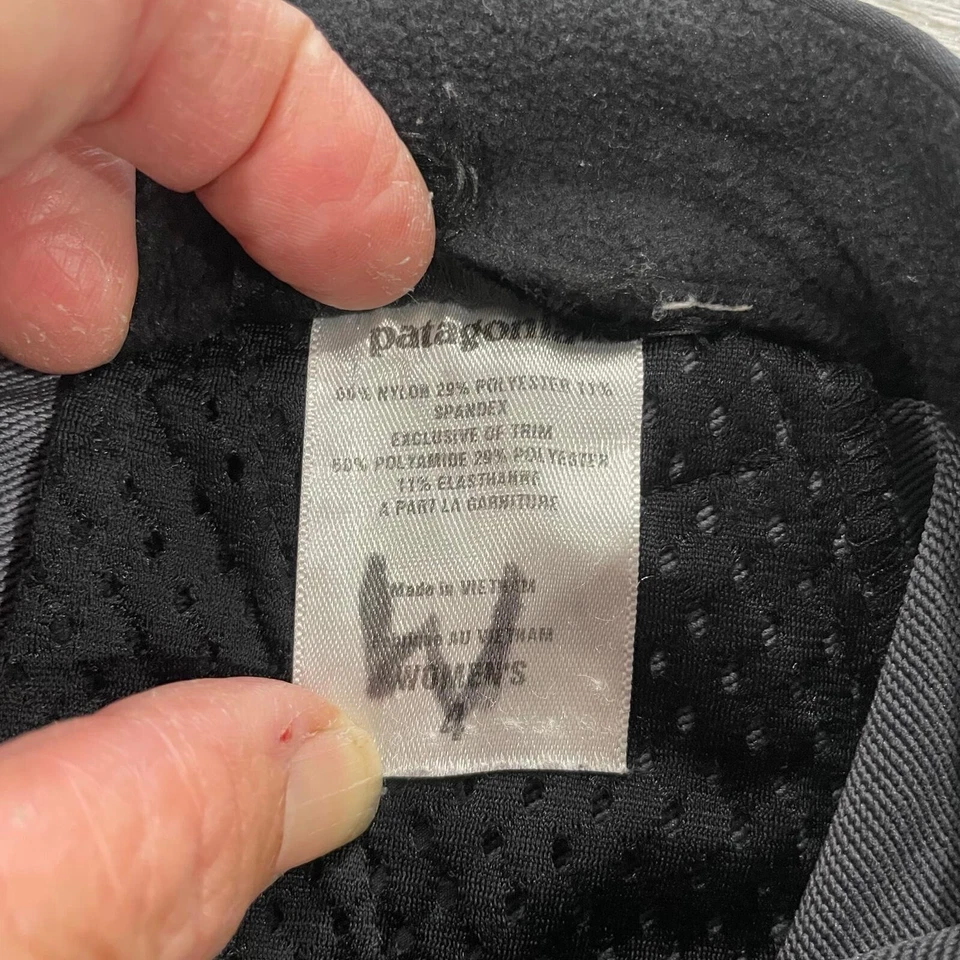 patagonia
60% NYLON 29% POLYESTER 11%
SPANDEX
EXCLUSIVE OF TRIM
60% POLYAMIDE 29% POLYESTER
11% ELASTHANNE
A PART LA GARNITURE
Made in VIETNAM
AU VIETNAM
WOMEN'S
W